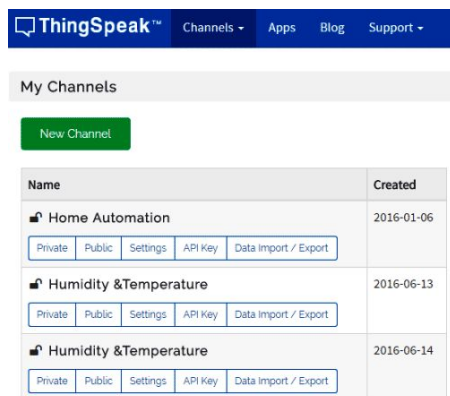 ThingSpeak™ Channels Apps Blog Support
My Channels
New Channel
Name Created
Home Automation 2016-01-06
Private Public Settings API Key Data Import / Export
Humidity &Temperature 2016-06-13
Private Public Settings API Key Data Import / Export
Humidity &Temperature 2016-06-14
Private Public Settings API Key Data Import / Export